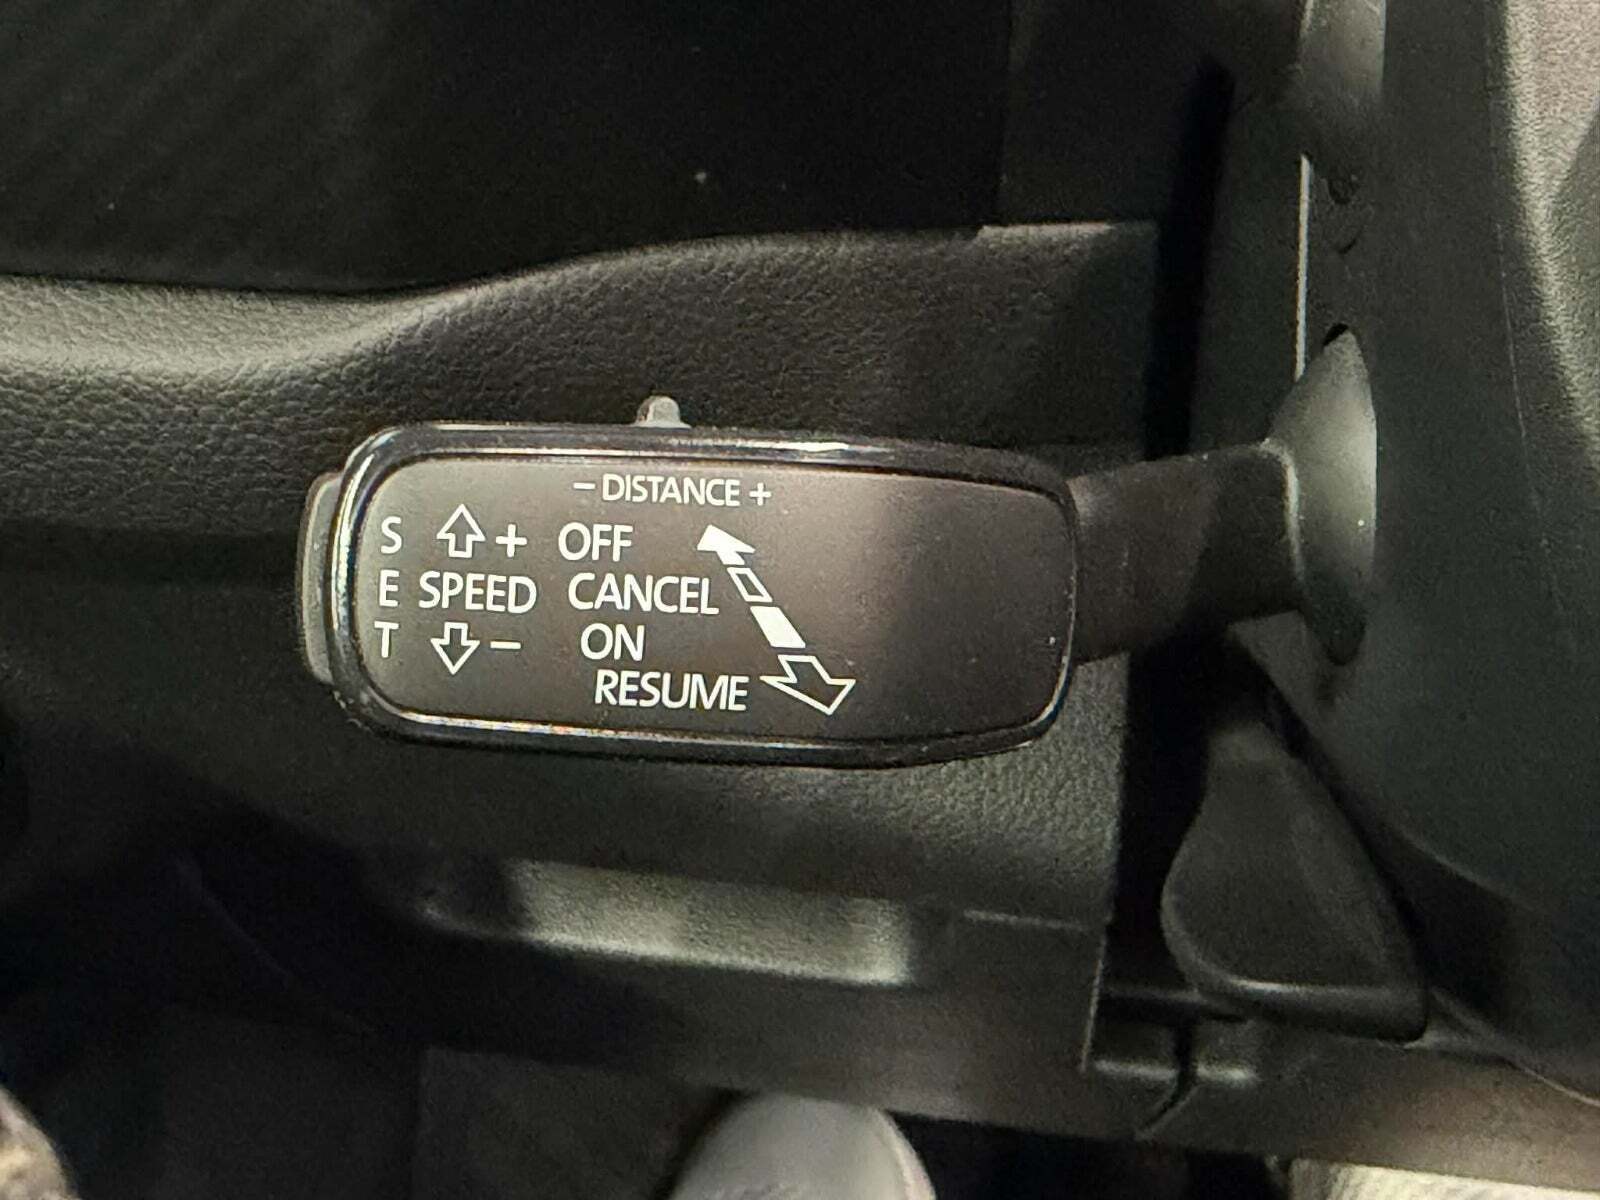 − DISTANCE +
S + OFF
E SPEED CANCEL
T − ON
RESUME